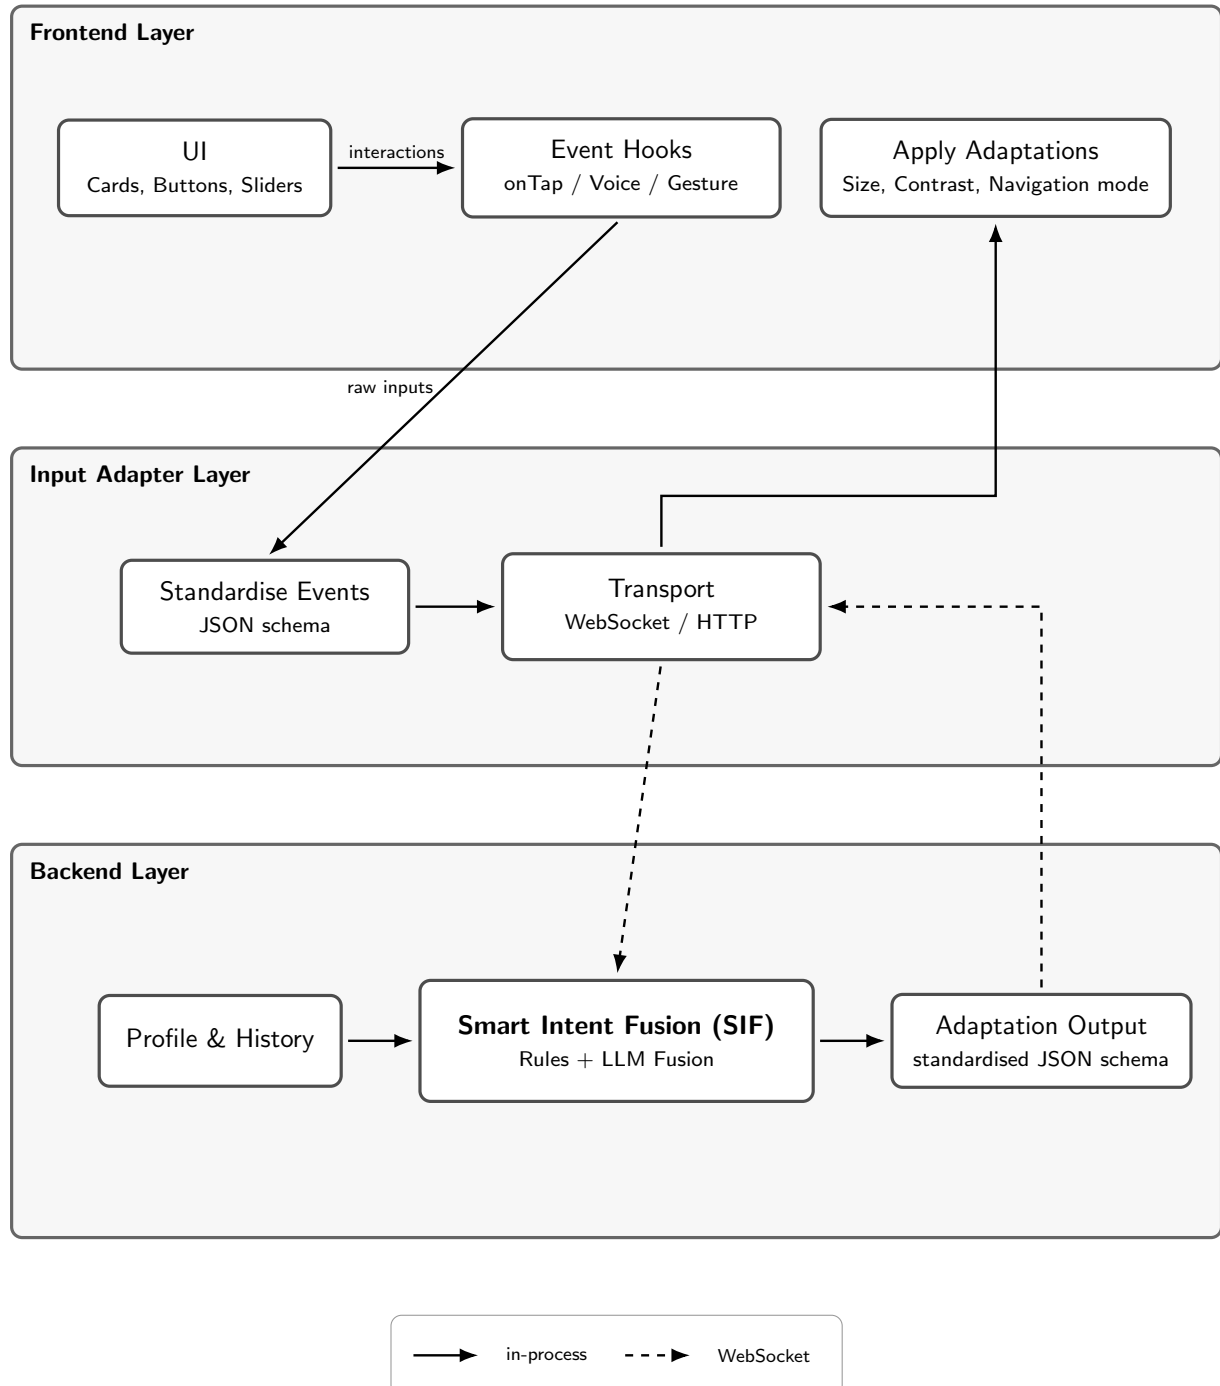 Frontend Layer
UI
Cards, Buttons, Sliders
interactions
Event Hooks
onTap / Voice / Gesture
Apply Adaptations
Size, Contrast, Navigation mode
raw inputs
Input Adapter Layer
Standardise Events
JSON schema
Transport
WebSocket / HTTP
Backend Layer
Profile & History
Smart Intent Fusion (SIF)
Rules + LLM Fusion
Adaptation Output
standardised JSON schema
in-process
WebSocket